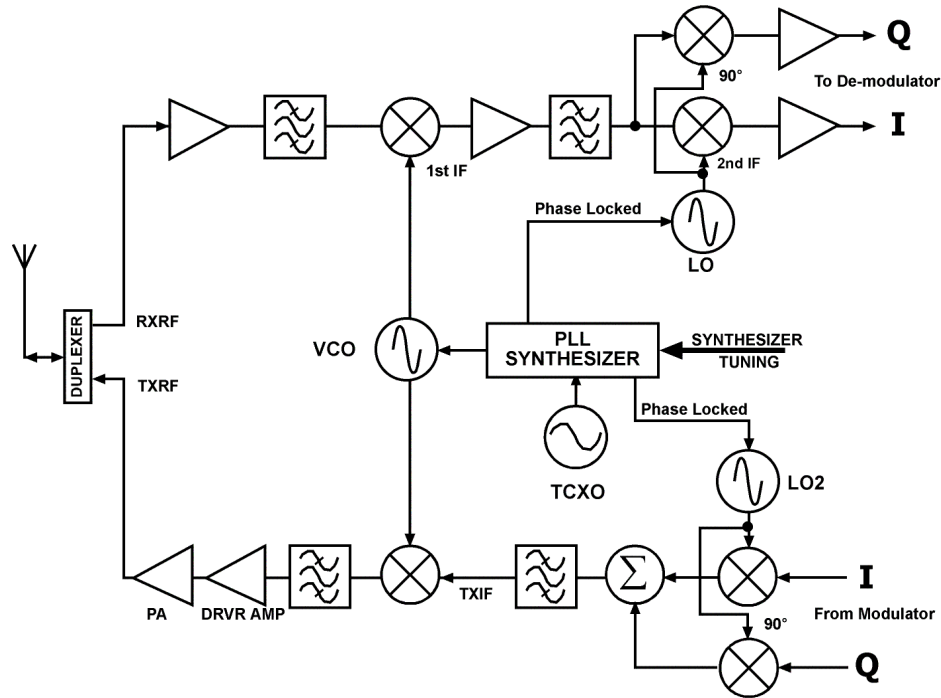 Q
90°
To De-modulator
I
1st IF
2nd IF
Phase Locked
LO
DUPLEXER
RXRF
TXRF
VCO
PLL
SYNTHESIZER
SYNTHESIZER
TUNING
Phase Locked
TCXO
LO2
Σ
TXIF
I
PA
DRVR AMP
From Modulator
90°
Q